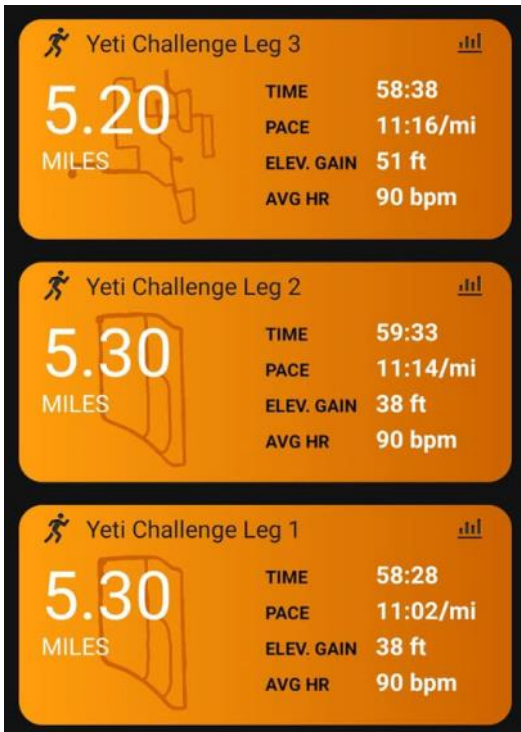 Yeti Challenge Leg 3
5.20
MILES
TIME 58:38
PACE 11:16/mi
ELEV. GAIN 51 ft
AVG HR 90 bpm
Yeti Challenge Leg 2
5.30
MILES
TIME 59:33
PACE 11:14/mi
ELEV. GAIN 38 ft
AVG HR 90 bpm
Yeti Challenge Leg 1
5.30
MILES
TIME 58:28
PACE 11:02/mi
ELEV. GAIN 38 ft
AVG HR 90 bpm